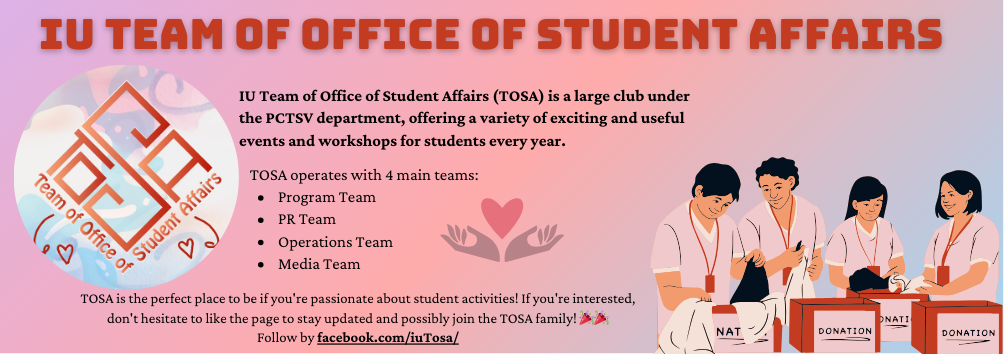 IU TEAM OF OFFICE OF STUDENT AFFAIRS
IU Team of Office of Student Affairs (TOSA) is a large club under
the PCTSV department, offering a variety of exciting and useful
events and workshops for students every year.
TOSA operates with 4 main teams:
• Program Team
• PR Team
• Operations Team
• Media Team
Team of Office of Student Affairs
TOSA is the perfect place to be if you're passionate about student activities! If you're interested,
don't hesitate to like the page to stay updated and possibly join the TOSA family! 🎉🎉
Follow by facebook.com/iuTosa/
DONATION
DONATION